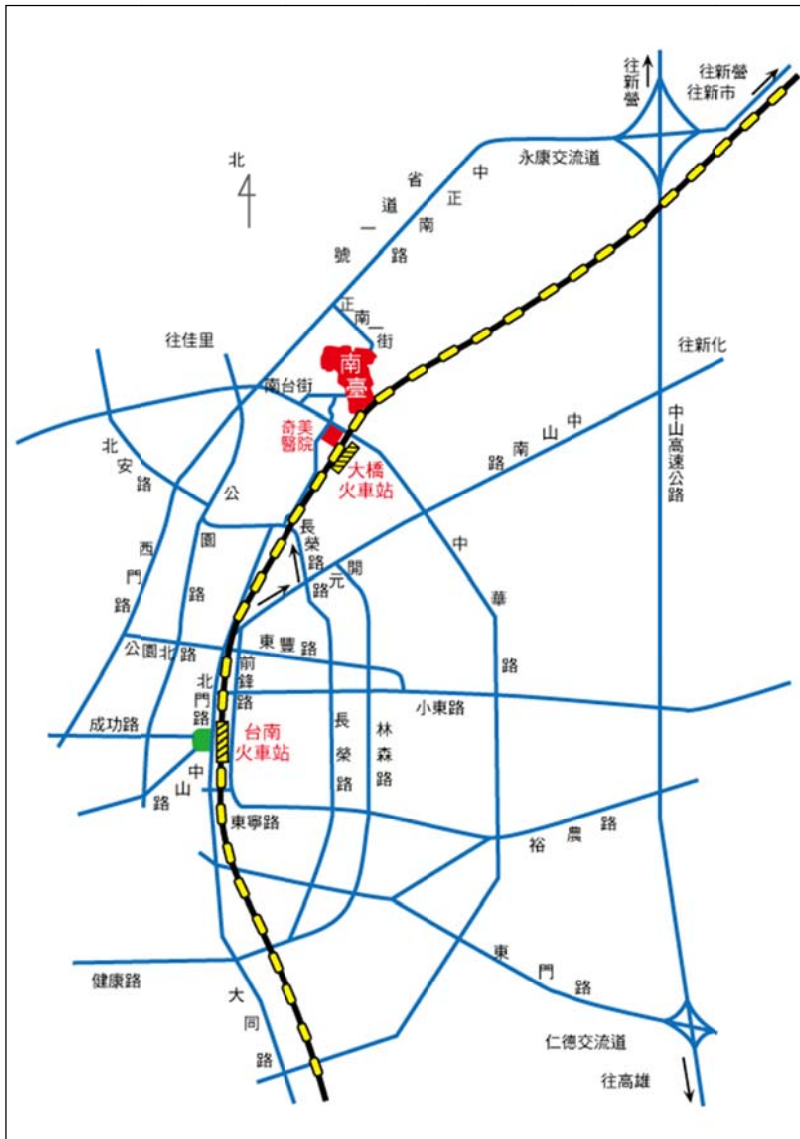 往新營
往新營
往新市
北
永康交流道
省道一號
中正南路
正南一街
往佳里
南臺
南台街
往新化
奇美
醫院
大橋
火車站
中山南路
中山高速公路
北安路
公園路
長榮路
開元路
中華路
西門路
公園北路
東豐路
北門路
前鋒路
小東路
成功路
台南
火車站
長榮路
林森路
中山路
東寧路
裕農路
健康路
大同路
東門路
仁德交流道
往高雄